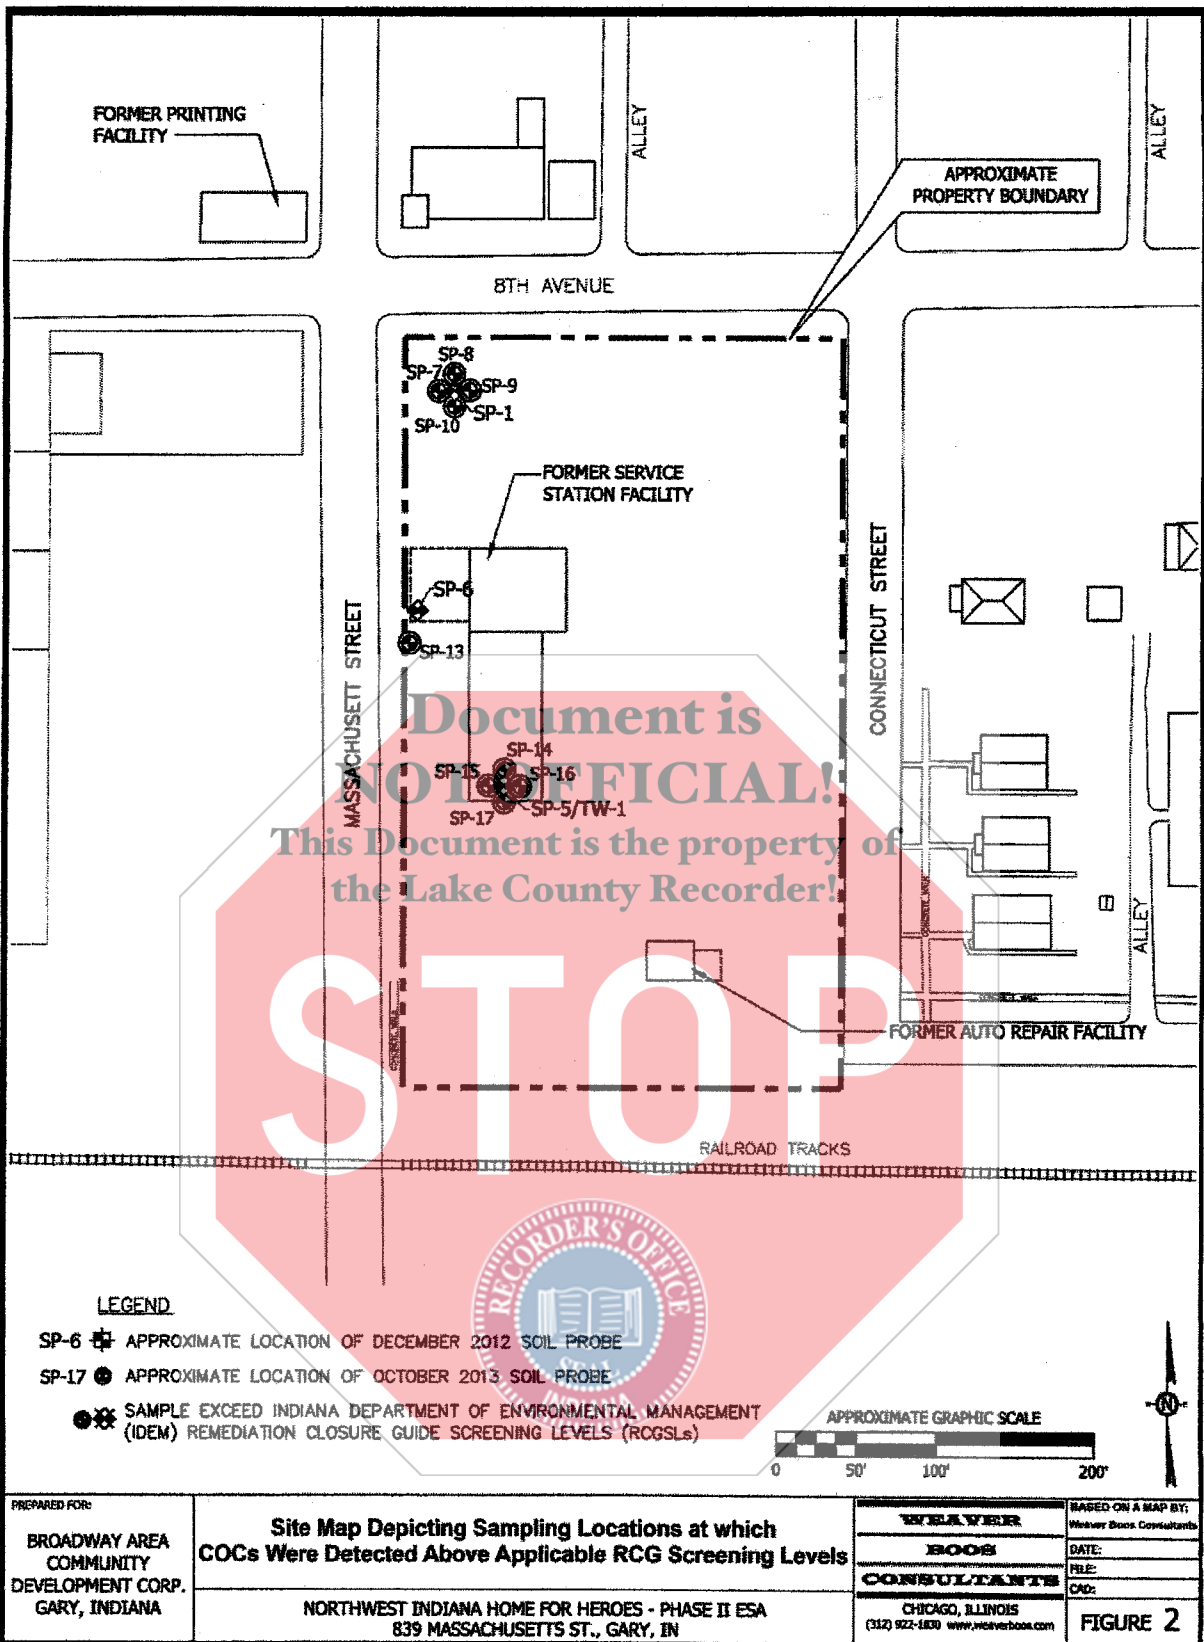 FORMER PRINTING
FACILITY
ALLEY
ALLEY
APPROXIMATE
PROPERTY BOUNDARY
8TH AVENUE
SP-8
SP-7
SP-9
SP-1
SP-10
FORMER SERVICE
STATION FACILITY
SP-6
SP-13
MASSACHUSETT STREET
CONNECTICUT STREET
Document is
NOT OFFICIAL!
This Document is the property of
the Lake County Recorder!
SP-14
SP-15
SP-16
SP-5/TW-1
SP-17
ALLEY
FORMER AUTO REPAIR FACILITY
STOP
RAILROAD TRACKS
RECORDER'S OFFICE
SEAL
INDIANA
LEGEND
SP-6 APPROXIMATE LOCATION OF DECEMBER 2012 SOIL PROBE
SP-17 APPROXIMATE LOCATION OF OCTOBER 2013 SOIL PROBE
SAMPLE EXCEED INDIANA DEPARTMENT OF ENVIRONMENTAL MANAGEMENT
(IDEM) REMEDIATION CLOSURE GUIDE SCREENING LEVELS (RCGSLs)
APPROXIMATE GRAPHIC SCALE
0 50' 100' 200'
N
PREPARED FOR:
BROADWAY AREA
COMMUNITY
DEVELOPMENT CORP.
GARY, INDIANA
Site Map Depicting Sampling Locations at which
COCs Were Detected Above Applicable RCG Screening Levels
NORTHWEST INDIANA HOME FOR HEROES - PHASE II ESA
839 MASSACHUSETTS ST., GARY, IN
WEAVER
BOOS
CONSULTANTS
CHICAGO, ILLINOIS
(312) 922-1030 www.weaverboos.com
BASED ON A MAP BY:
Weaver Boos Consultants
DATE:
FILE:
CAD:
FIGURE 2